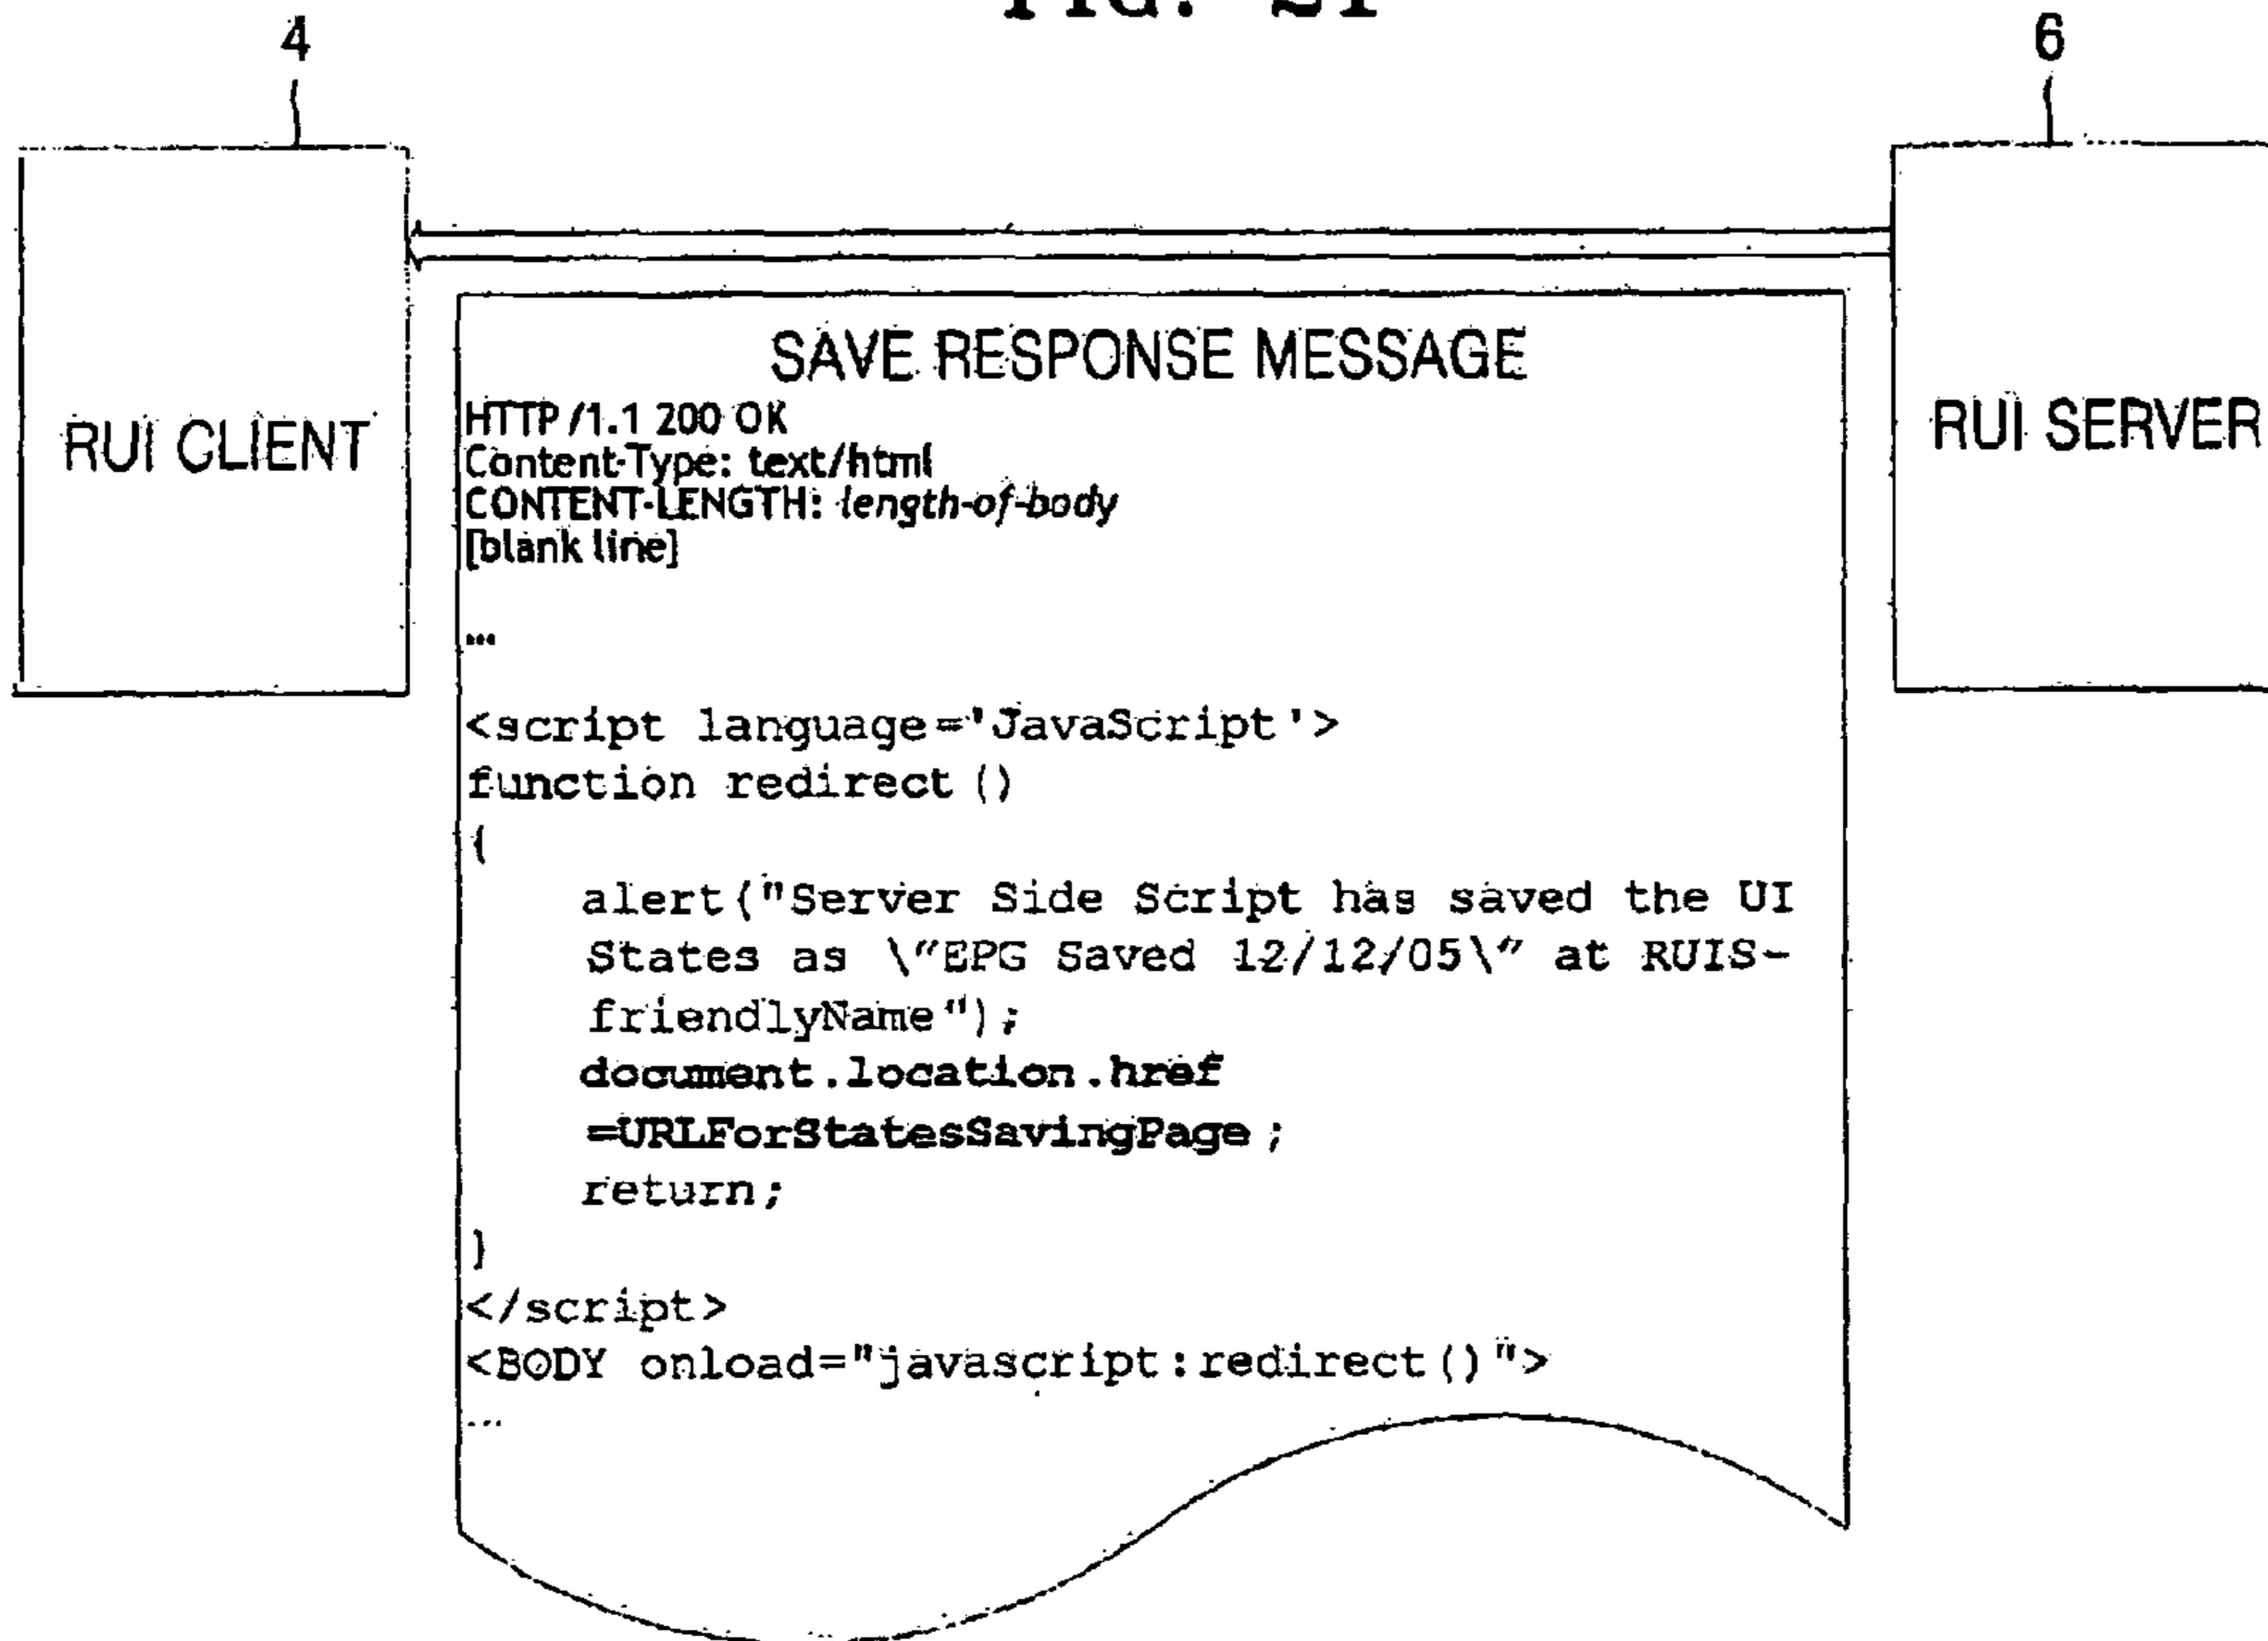 FIG. 21
4
6
RUI CLIENT
RUI SERVER
SAVE RESPONSE MESSAGE
HTTP/1.1 200 OK
Content-Type: text/html
CONTENT-LENGTH: length-of-body
[blank line]
...
<script language='JavaScript'>
function redirect()
{
alert("Server Side Script has saved the UI
States as \"EPG Saved 12/12/05\" at RUIS-
friendlyName");
document.location.href
=URLForStatesSavingPage;
return;
}
</script>
<BODY onload="javascript:redirect()">
...